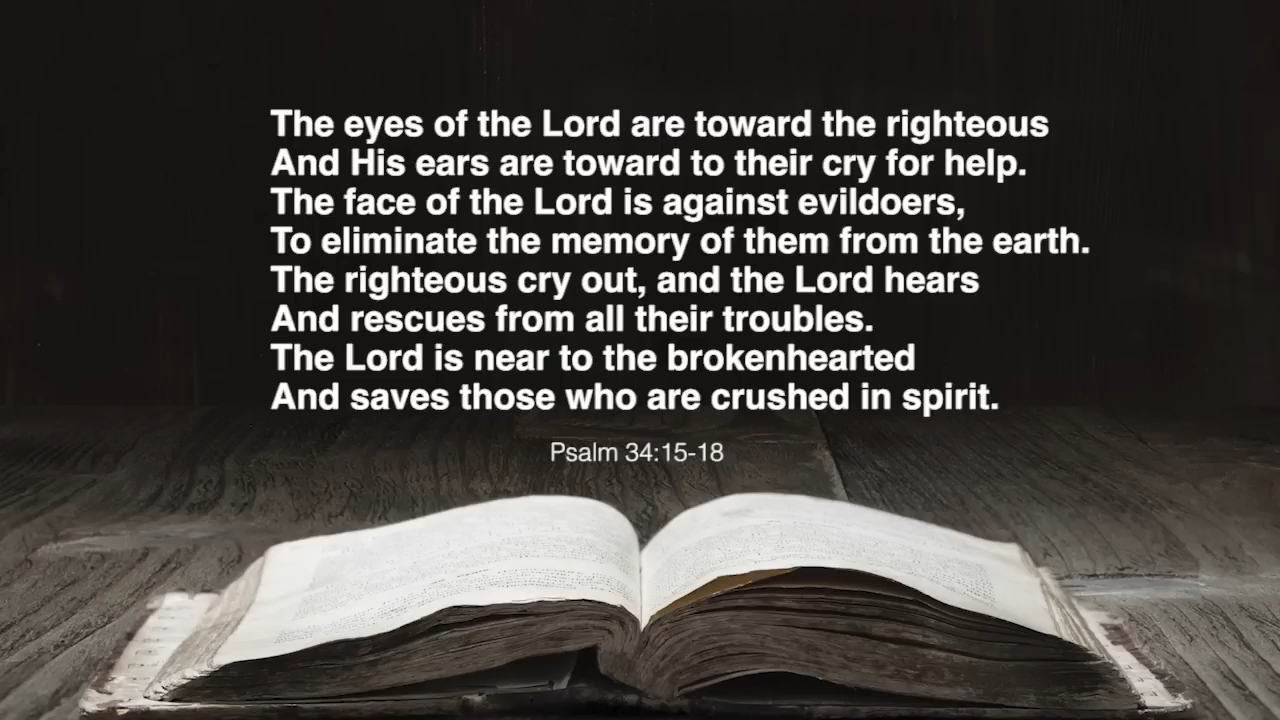 The eyes of the Lord are toward the righteous
And His ears are toward to their cry for help.
The face of the Lord is against evildoers,
To eliminate the memory of them from the earth.
The righteous cry out, and the Lord hears
And rescues from all their troubles.
The Lord is near to the brokenhearted
And saves those who are crushed in spirit.
Psalm 34:15-18